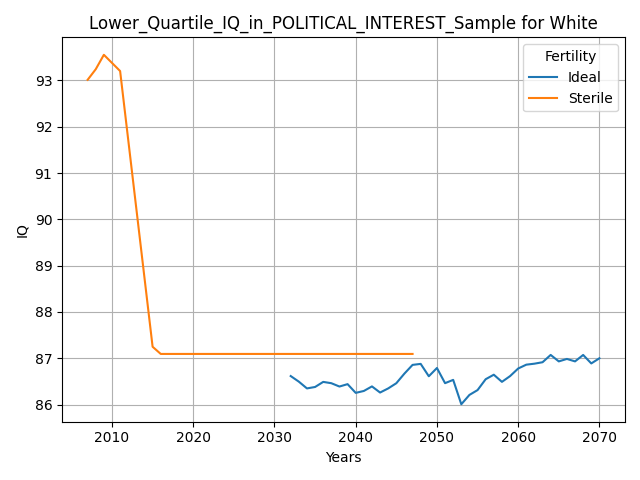 Lower_Quartile_IQ_in_POLITICAL_INTEREST_Sample for White
Fertility
Ideal
Sterile
IQ
93
92
91
90
89
88
87
86
2010 2020 2030 2040 2050 2060 2070
Years